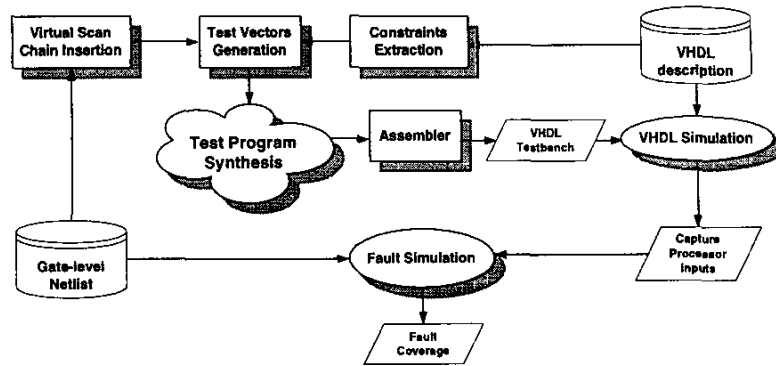 Virtual Scan
Chain Insertion
Test Vectors
Generation
Constraints
Extraction
VHDL
description
Test Program
Synthesis
Assembler
VHDL
Testbench
VHDL Simulation
Gate-level
Netlist
Fault Simulation
Capture
Processor
Inputs
Fault
Coverage